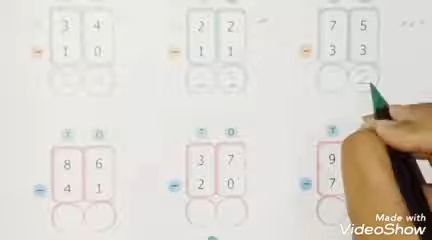 3 4 2 2 7 5
- 1 0 - 1 1 - 3 3
T O T O T
8 6 3 7 9
- 4 1 - 2 0 - 7
Made with
VideoShow